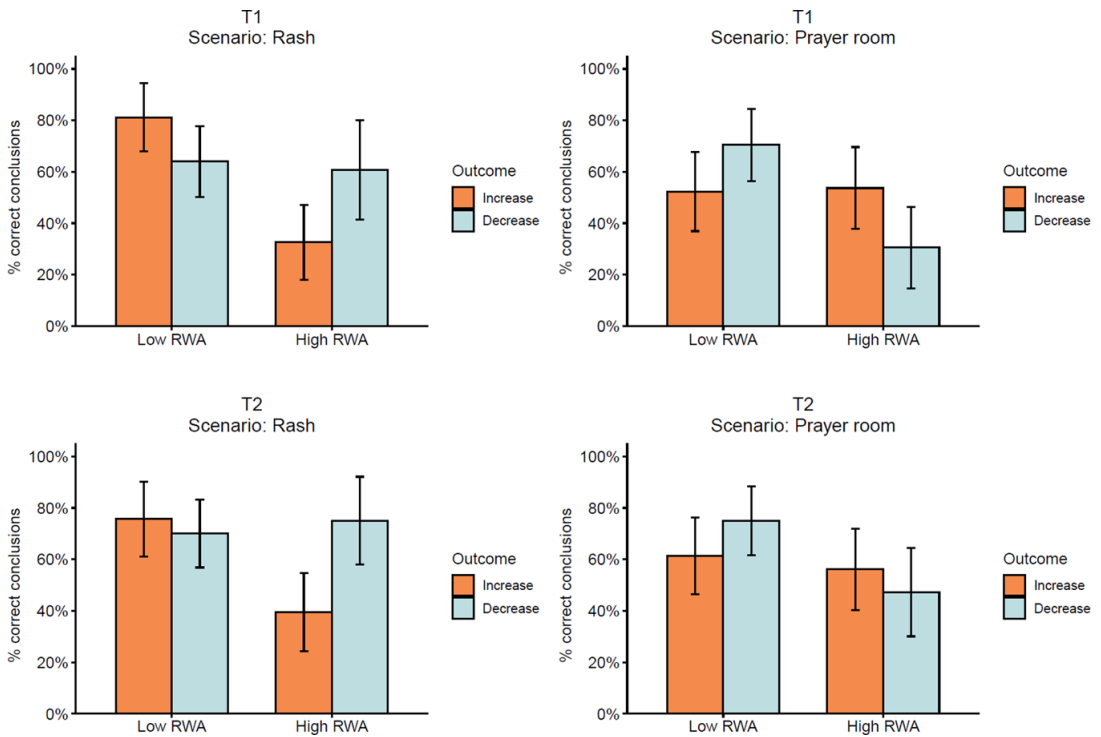 T1
Scenario: Rash
100%
80%
60%
40%
20%
0%
% correct conclusions
Low RWA
High RWA
Outcome
Increase
Decrease
T1
Scenario: Prayer room
100%
80%
60%
40%
20%
0%
% correct conclusions
Low RWA
High RWA
Outcome
Increase
Decrease
T2
Scenario: Rash
100%
80%
60%
40%
20%
0%
% correct conclusions
Low RWA
High RWA
Outcome
Increase
Decrease
T2
Scenario: Prayer room
100%
80%
60%
40%
20%
0%
% correct conclusions
Low RWA
High RWA
Outcome
Increase
Decrease